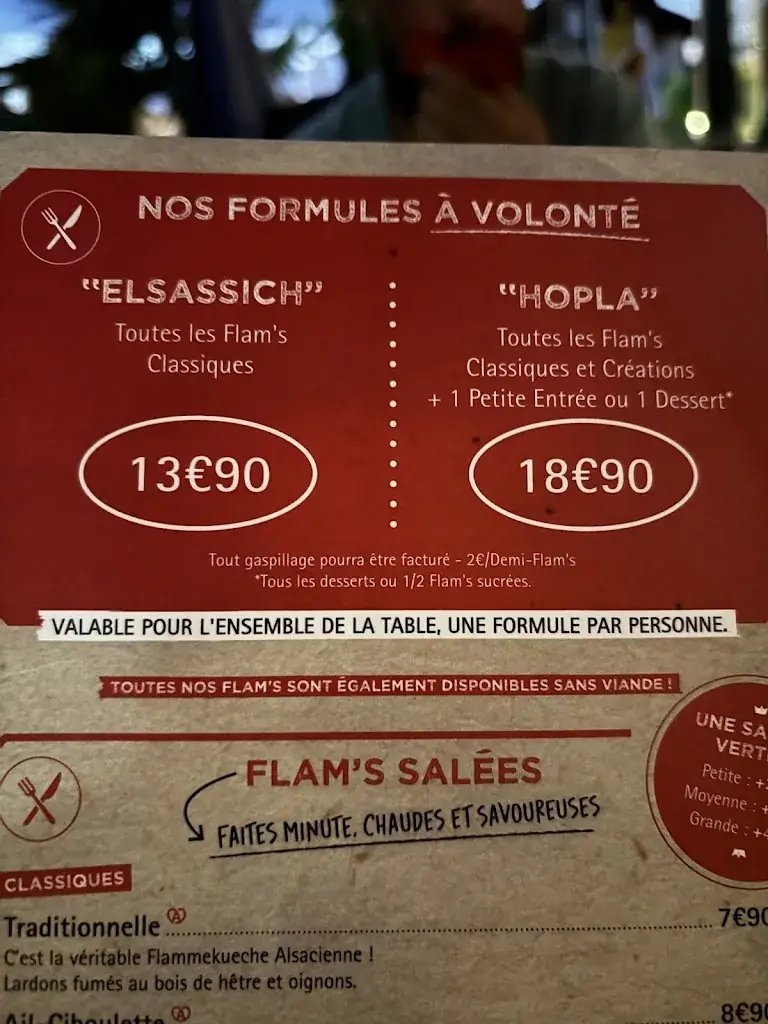 NOS FORMULES À VOLONTÉ
"ELSASSICH"
Toutes les Flam's
Classiques
13€90
"HOPLA"
Toutes les Flam's
Classiques et Créations
+ 1 Petite Entrée ou 1 Dessert*
18€90
Tout gaspillage pourra être facturé - 2€/Demi-Flam's
*Tous les desserts ou 1/2 Flam's sucrées.
VALABLE POUR L'ENSEMBLE DE LA TABLE, UNE FORMULE PAR PERSONNE.
TOUTES NOS FLAM'S SONT ÉGALEMENT DISPONIBLES SANS VIANDE !
UNE
Petite :
Moyenne : +
Grande : +4
FLAM'S SALÉES
FAITES MINUTE, CHAUDES ET SAVOUREUSES
CLASSIQUES
Traditionnelle 7€90
C'est la véritable Flammekueche Alsacienne !
Lardons fumés au bois de hêtre et oignons.
Ail-Ciboulette 8€90